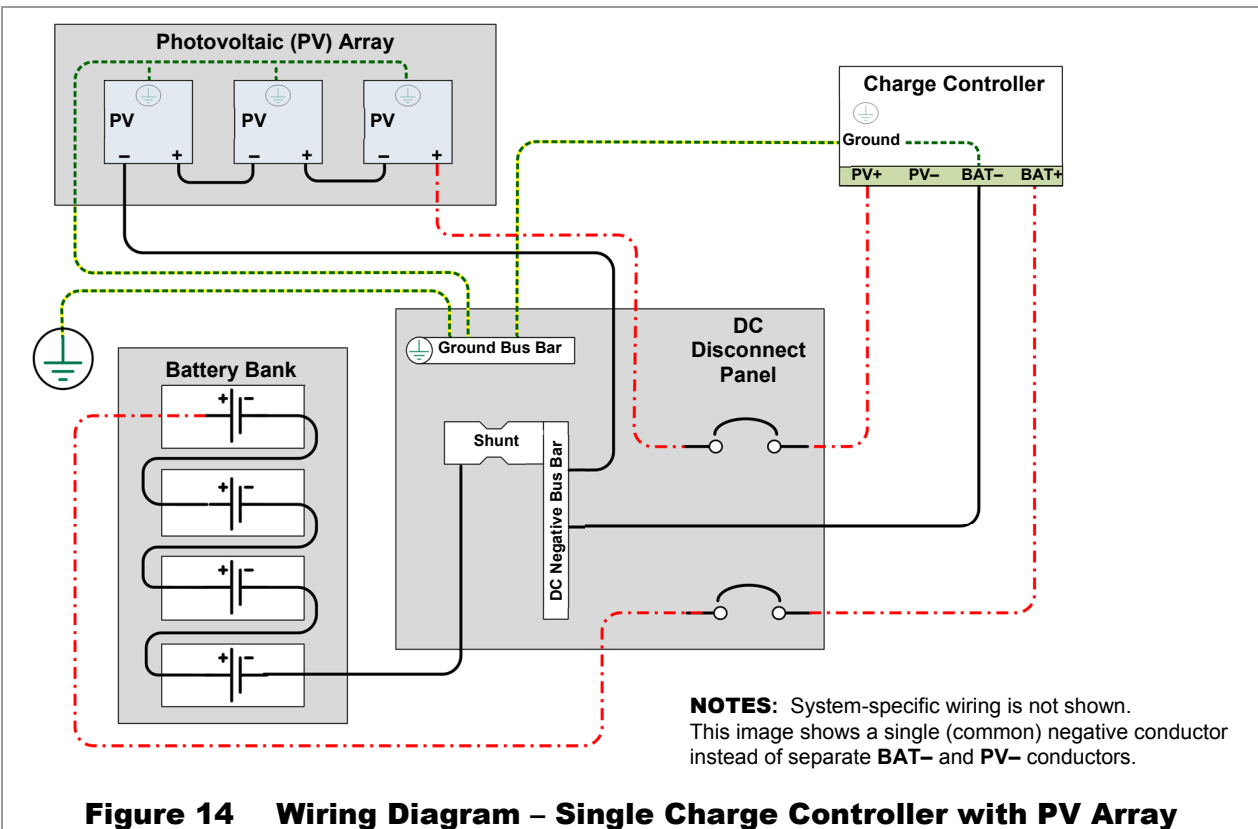 Photovoltaic (PV) Array
PV
PV
PV
– +
– +
– +
Charge Controller
Ground
PV+ PV– BAT– BAT+
Ground Bus Bar
DC
Disconnect
Panel
Battery Bank
+ -
+ -
+ -
+ -
Shunt
DC Negative Bus Bar
NOTES: System-specific wiring is not shown.
This image shows a single (common) negative conductor
instead of separate BAT– and PV– conductors.
Figure 14 Wiring Diagram – Single Charge Controller with PV Array